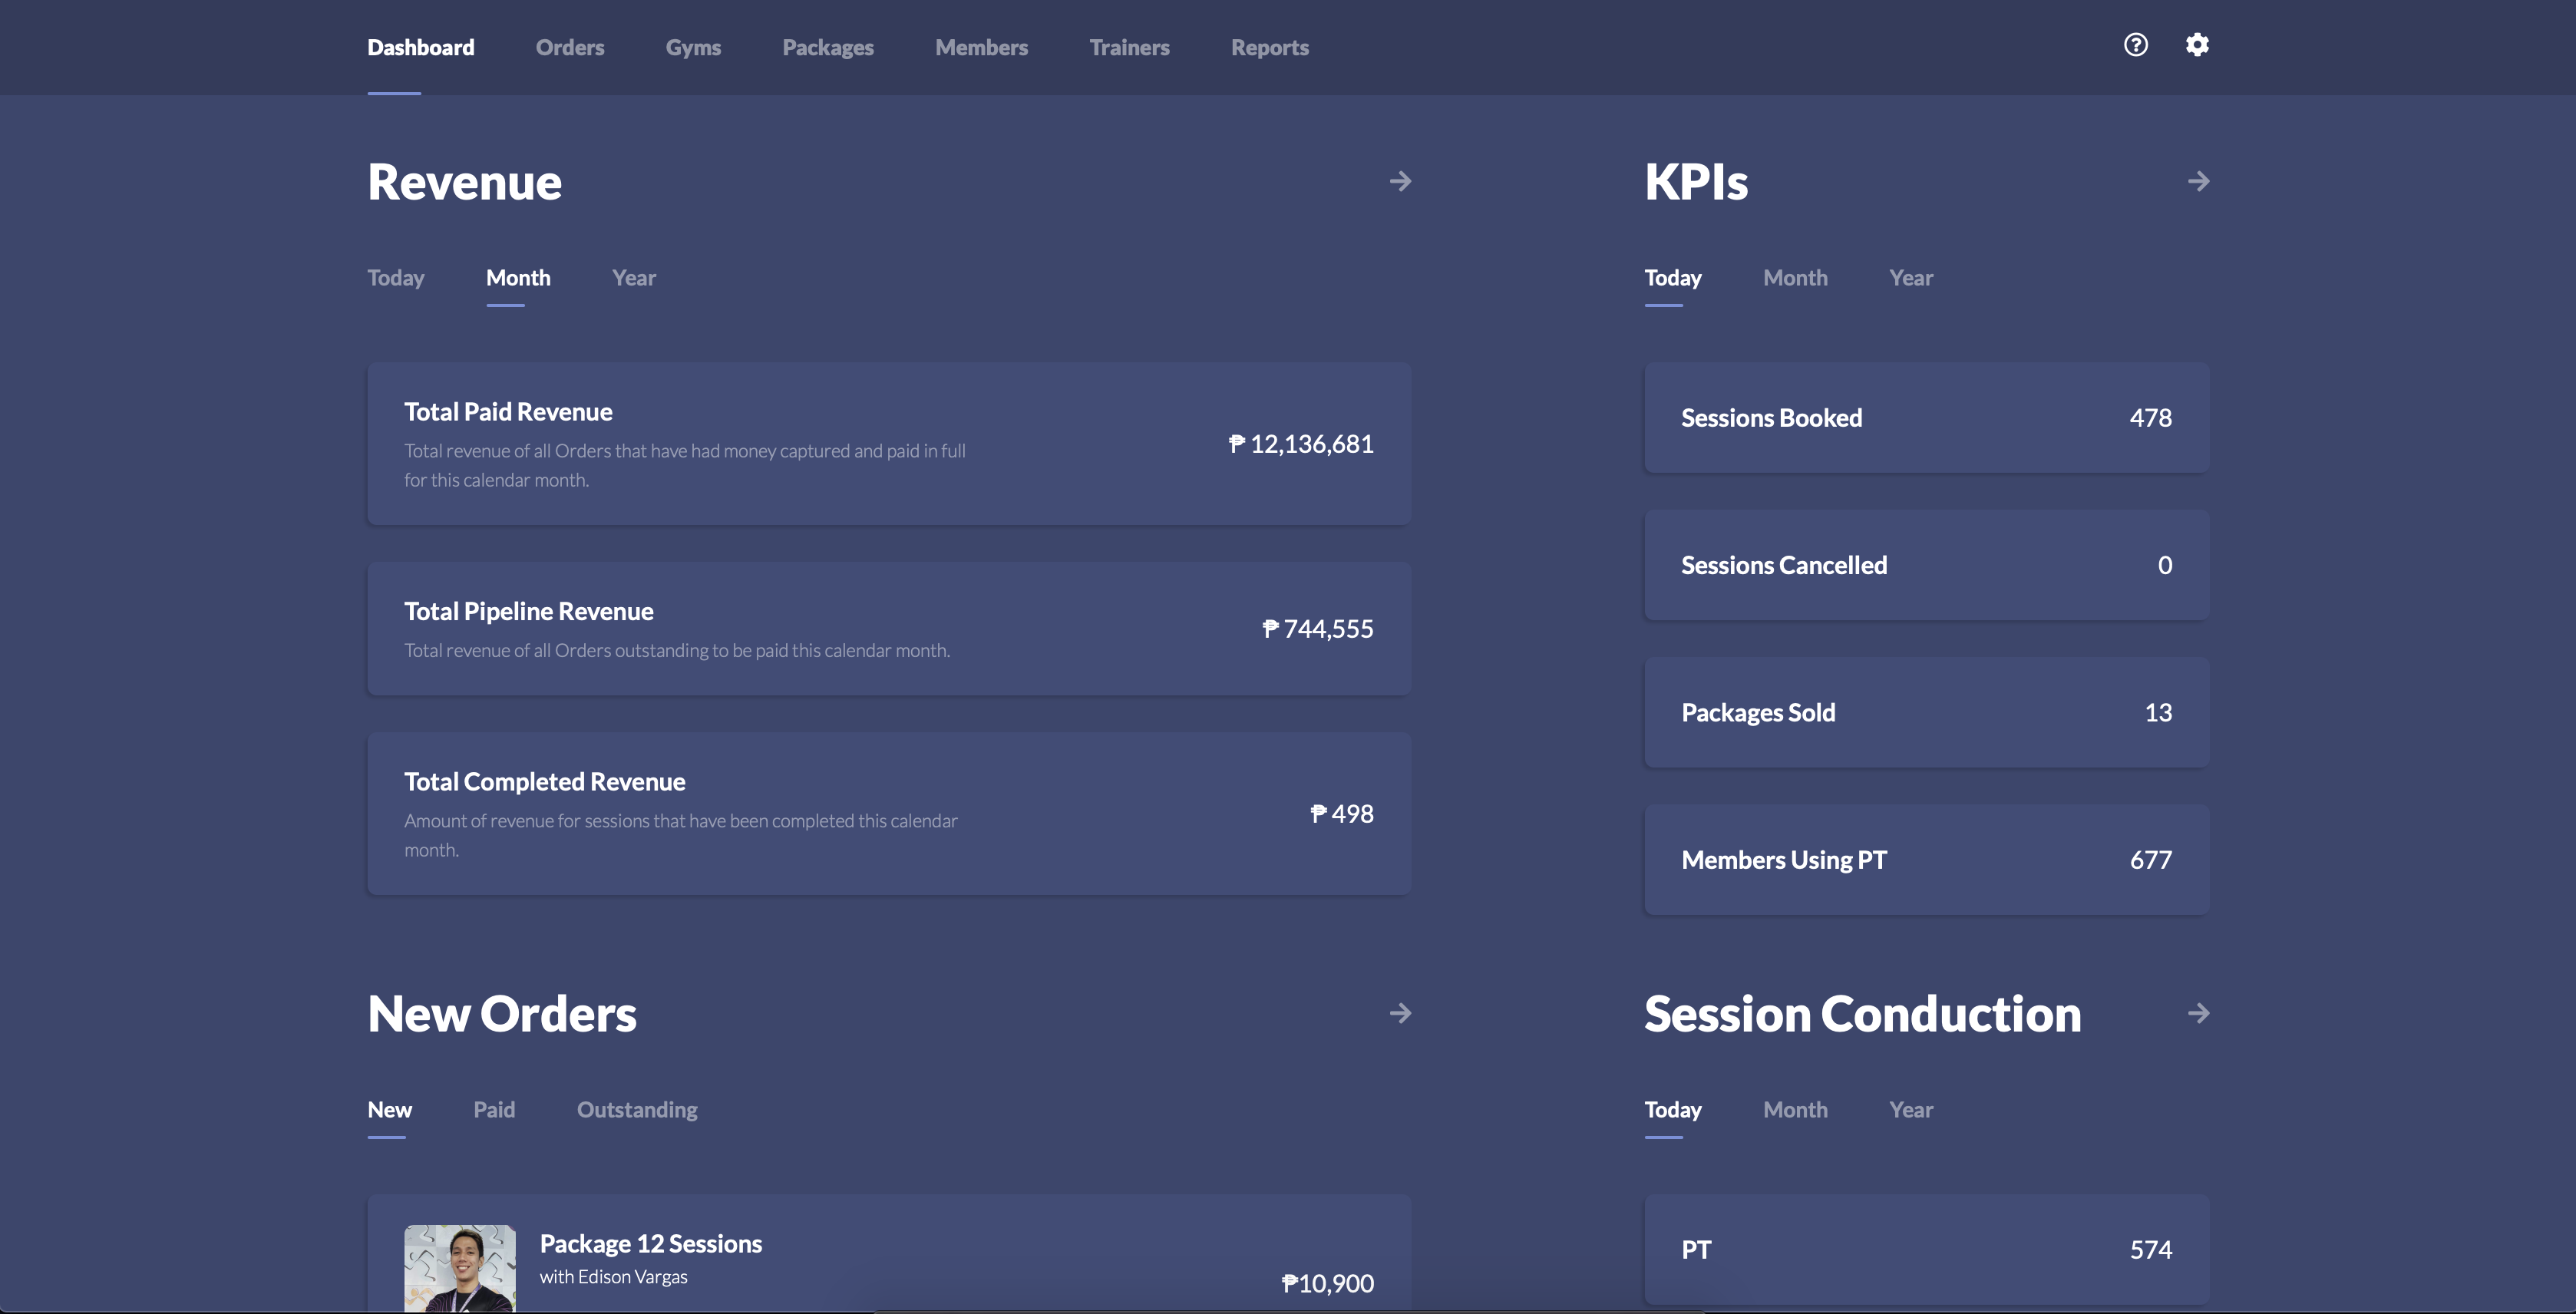 Dashboard Orders Gyms Packages Members Trainers Reports
Revenue
Today Month Year
Total Paid Revenue
Total revenue of all Orders that have had money captured and paid in full
for this calendar month.
₱ 12,136,681
Total Pipeline Revenue
Total revenue of all Orders outstanding to be paid this calendar month.
₱ 744,555
Total Completed Revenue
Amount of revenue for sessions that have been completed this calendar
month.
₱ 498
KPIs
Today Month Year
Sessions Booked 478
Sessions Cancelled 0
Packages Sold 13
Members Using PT 677
New Orders
New Paid Outstanding
Package 12 Sessions
with Edison Vargas
₱10,900
Session Conduction
Today Month Year
PT 574